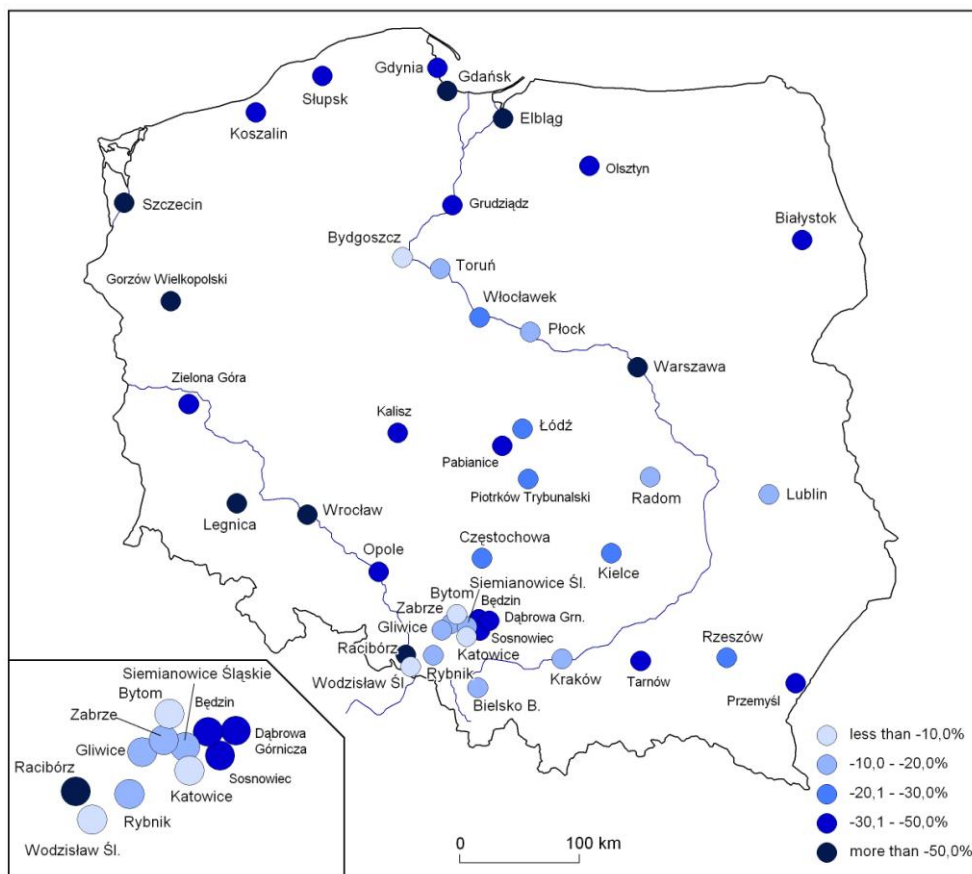 Gdynia
Gdańsk
Słupsk
Elbląg
Koszalin
Olsztyn
Szczecin
Grudziądz
Białystok
Bydgoszcz
Toruń
Gorzów Wielkopolski
Włocławek
Płock
Warszawa
Zielona Góra
Kalisz
Łódź
Pabianice
Piotrków Trybunalski
Radom
Lublin
Legnica
Wrocław
Częstochowa
Opole
Siemianowice Śl.
Kielce
Bytom
Będzin
Zabrze
Dąbrowa Grn.
Gliwice
Sosnowiec
Racibórz
Katowice
Rzeszów
Wodzisław Śl.
Rybnik
Kraków
Tarnów
Przemyśl
Bielsko B.
Siemianowice Śląskie
Bytom
Będzin
Zabrze
Dąbrowa
Górnicza
Gliwice
Sosnowiec
Racibórz
Katowice
Rybnik
Wodzisław Śl.
0 100 km
less than -10,0%
-10,0 - -20,0%
-20,1 - -30,0%
-30,1 - -50,0%
more than -50,0%